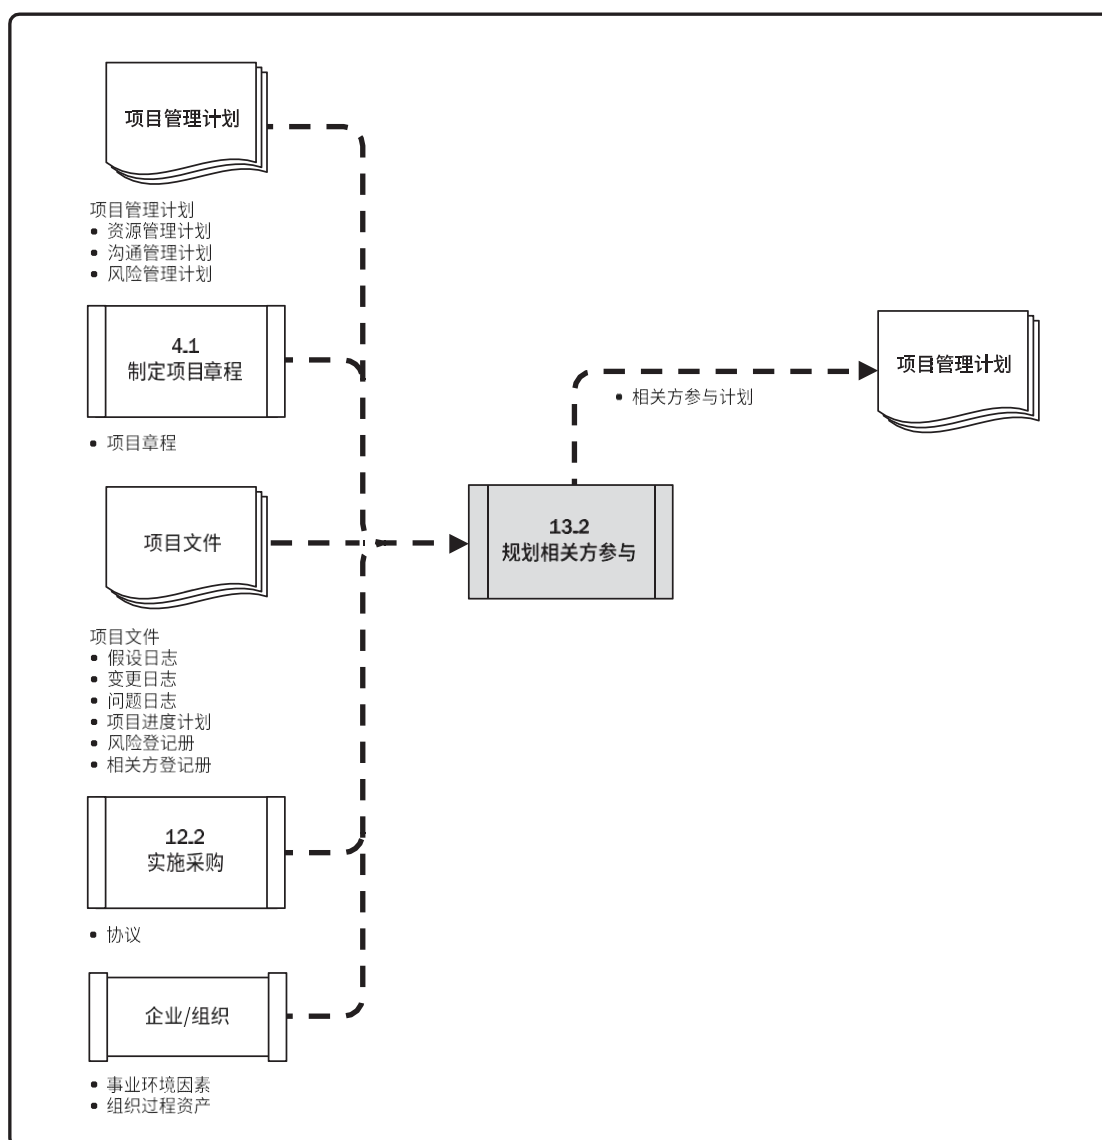 项目管理计划
项目管理计划
• 资源管理计划
• 沟通管理计划
• 风险管理计划
4.1
制定项目章程
• 项目章程
项目文件
项目文件
• 假设日志
• 变更日志
• 问题日志
• 项目进度计划
• 风险登记册
• 相关方登记册
12.2
实施采购
• 协议
企业/组织
• 事业环境因素
• 组织过程资产
13.2
规划相关方参与
• 相关方参与计划
项目管理计划